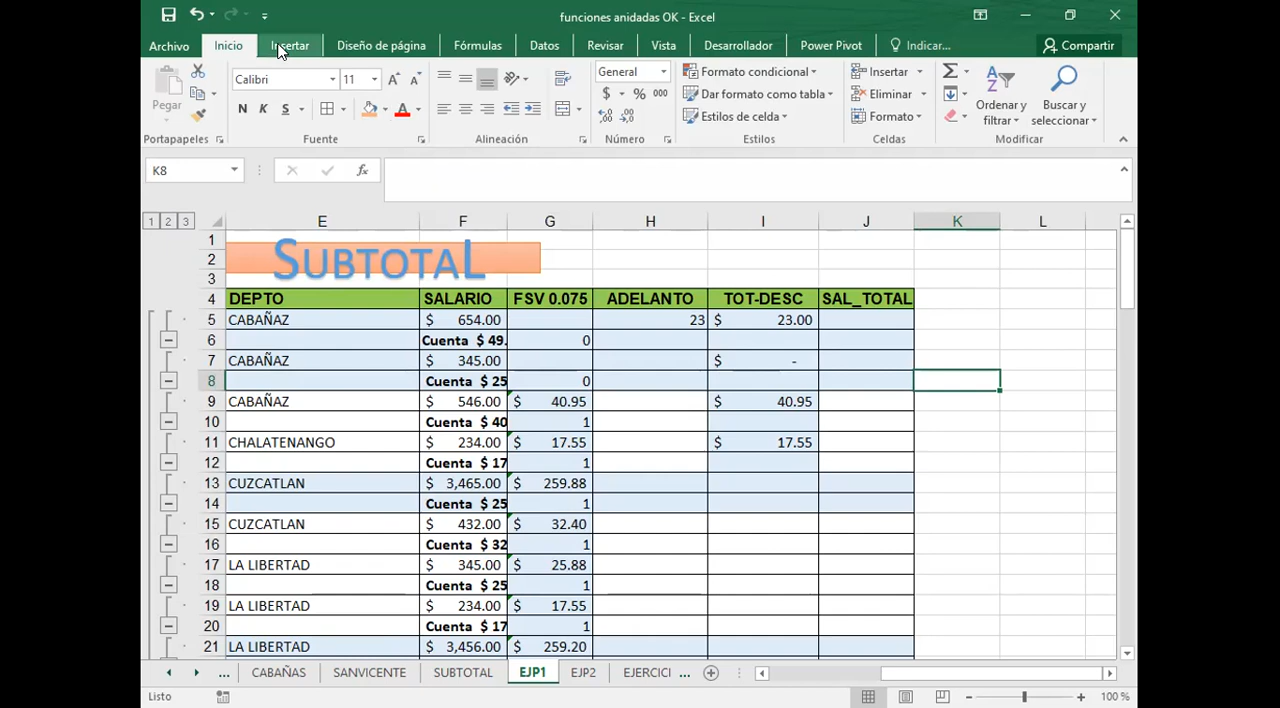 funciones anidadas OK - Excel
Archivo Inicio Insertar Diseño de página Fórmulas Datos Revisar Vista Desarrollador Power Pivot Indicar... Compartir
Pegar
Calibri 11
N K S
General
$ % 000
Formato condicional
Dar formato como tabla
Estilos de celda
Insertar
Eliminar
Formato
Ordenar y filtrar
Buscar y seleccionar
Portapapeles Fuente Alineación Número Estilos Celdas Modificar
K8 fx
1 2 3 E F G H I J K L
1
2 SUBTOTAL
3
4 DEPTO SALARIO FSV 0.075 ADELANTO TOT-DESC SAL_TOTAL
5 CABAÑAZ $ 654.00 23 $ 23.00
6 Cuenta $ 49. 0
7 CABAÑAZ $ 345.00 $ -
8 Cuenta $ 25 0
9 CABAÑAZ $ 546.00 $ 40.95 $ 40.95
10 Cuenta $ 40 1
11 CHALATENANGO $ 234.00 $ 17.55 $ 17.55
12 Cuenta $ 17 1
13 CUZCATLAN $ 3,465.00 $ 259.88
14 Cuenta $ 25 1
15 CUZCATLAN $ 432.00 $ 32.40
16 Cuenta $ 32 1
17 LA LIBERTAD $ 345.00 $ 25.88
18 Cuenta $ 25 1
19 LA LIBERTAD $ 234.00 $ 17.55
20 Cuenta $ 17 1
21 LA LIBERTAD $ 3,456.00 $ 259.20
... CABAÑAS SANVICENTE SUBTOTAL EJP1 EJP2 EJERCICI ...
Listo 100 %